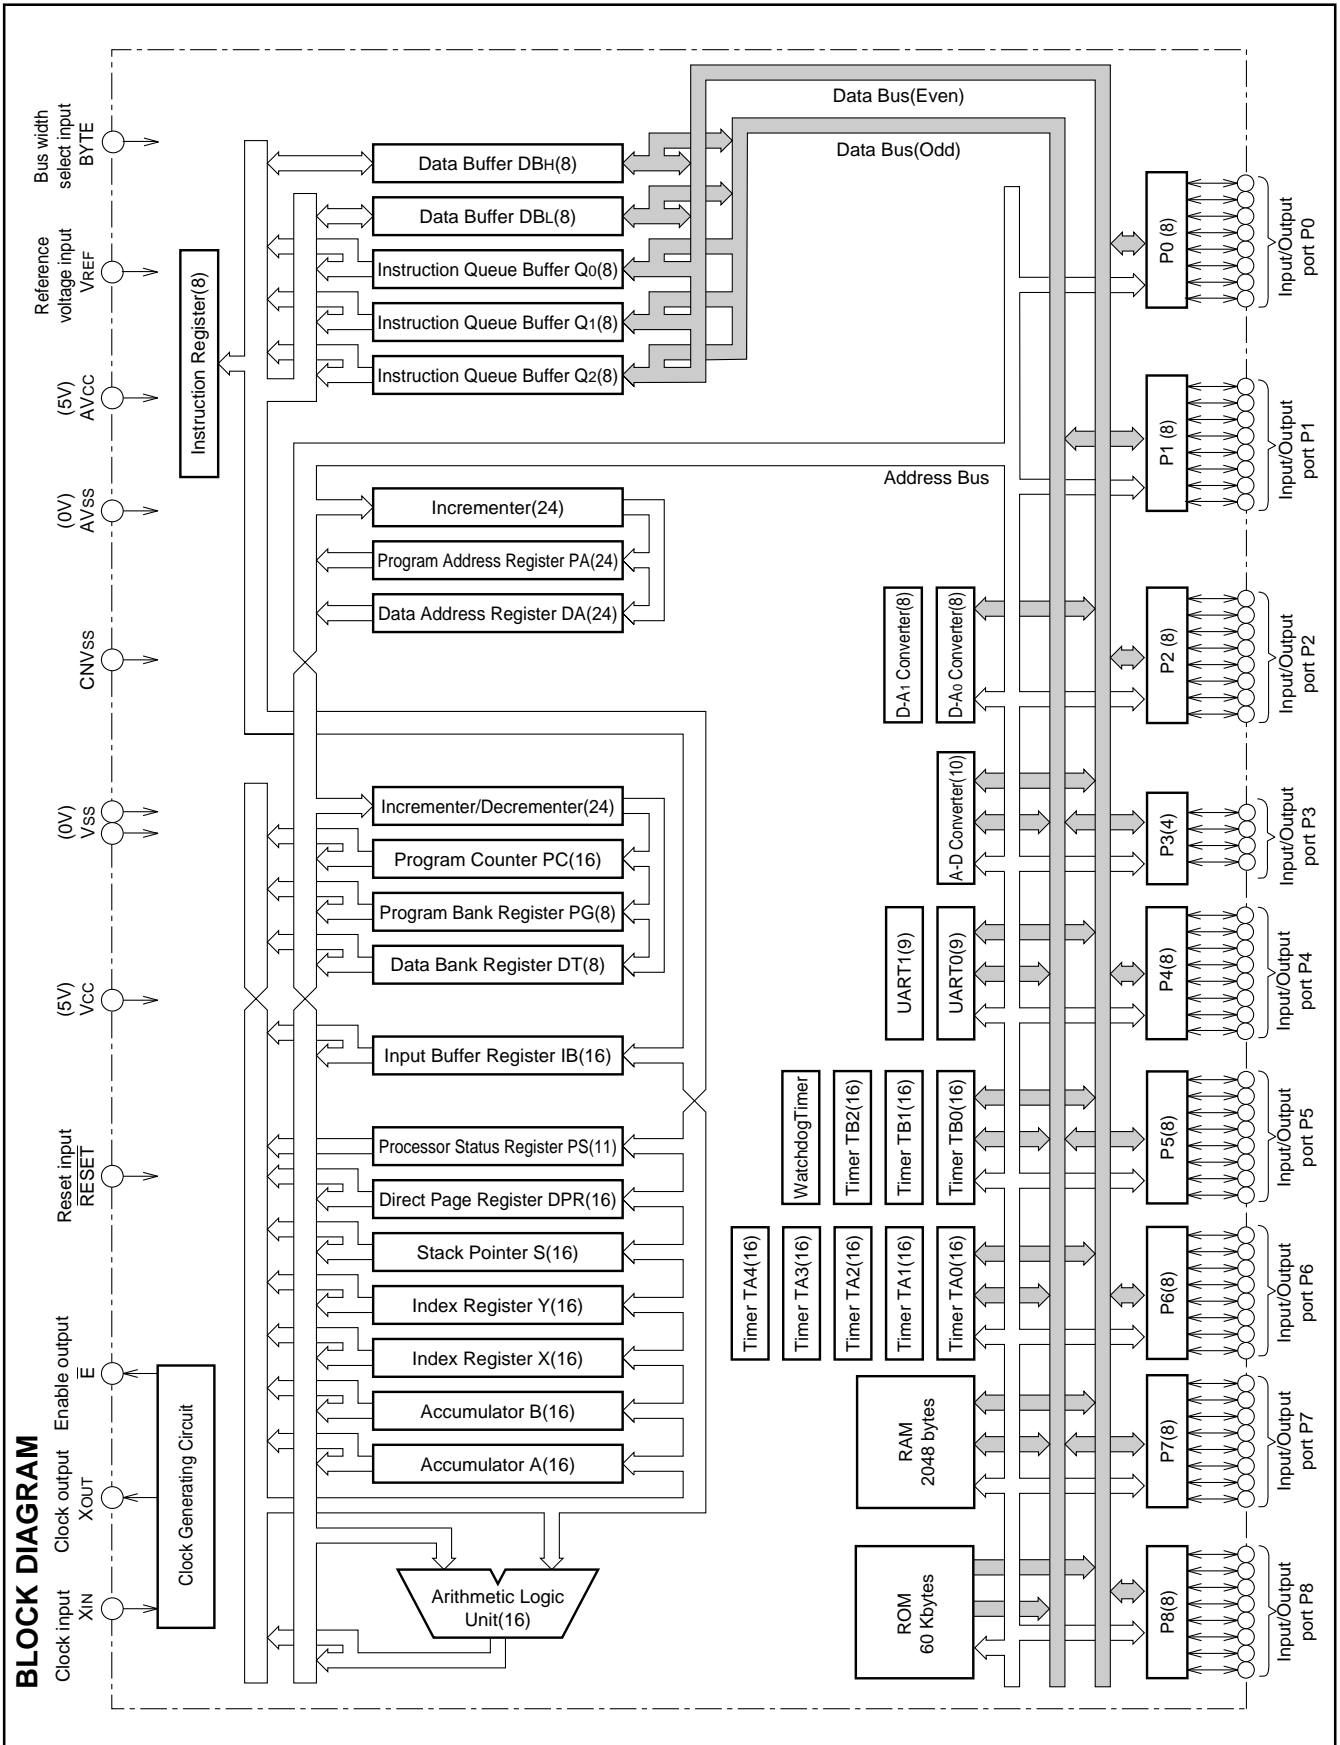 BLOCK DIAGRAM
Clock input
XIN
Clock output
XOUT
Enable output
E
Reset input
RESET
(5V)
VCC
(0V)
VSS
CNVSS
(0V)
AVSS
(5V)
AVCC
Reference
voltage input
VREF
Bus width
select input
BYTE
Clock Generating Circuit
Instruction Register(8)
Data Buffer DBH(8)
Data Buffer DBL(8)
Instruction Queue Buffer Q0(8)
Instruction Queue Buffer Q1(8)
Instruction Queue Buffer Q2(8)
Incrementer(24)
Program Address Register PA(24)
Data Address Register DA(24)
Incrementer/Decrementer(24)
Program Counter PC(16)
Program Bank Register PG(8)
Data Bank Register DT(8)
Input Buffer Register IB(16)
Processor Status Register PS(11)
Direct Page Register DPR(16)
Stack Pointer S(16)
Index Register Y(16)
Index Register X(16)
Accumulator B(16)
Accumulator A(16)
Arithmetic Logic
Unit(16)
Data Bus(Even)
Data Bus(Odd)
Address Bus
D-A1 Converter(8)
D-A0 Converter(8)
A-D Converter(10)
UART1(9)
UART0(9)
WatchdogTimer
Timer TB2(16)
Timer TB1(16)
Timer TB0(16)
Timer TA4(16)
Timer TA3(16)
Timer TA2(16)
Timer TA1(16)
Timer TA0(16)
RAM
2048 bytes
ROM
60 Kbytes
P0 (8)
P1 (8)
P2 (8)
P3(4)
P4(8)
P5(8)
P6(8)
P7(8)
P8(8)
Input/Output
port P0
Input/Output
port P1
Input/Output
port P2
Input/Output
port P3
Input/Output
port P4
Input/Output
port P5
Input/Output
port P6
Input/Output
port P7
Input/Output
port P8